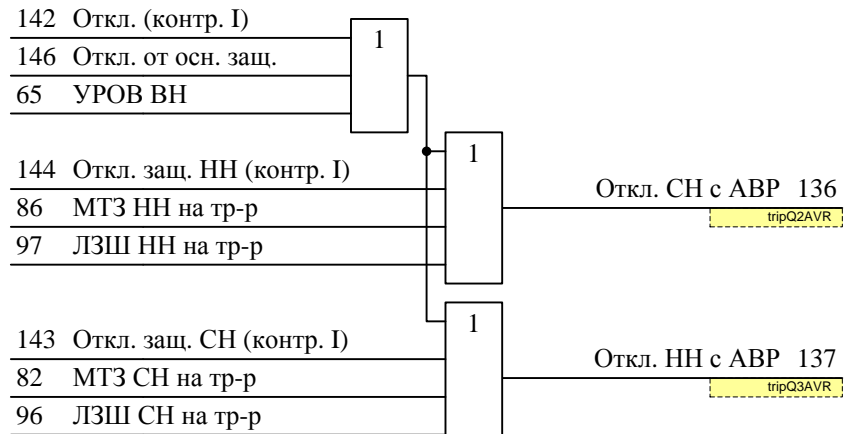 142 Откл. (контр. I)
1
146 Откл. от осн. защ.
65 УРОВ ВН
1
144 Откл. защ. НН (контр. I)
86 МТЗ НН на тр-р
97 ЛЗШ НН на тр-р
Откл. СН с АВР 136
tripQ2AVR
1
143 Откл. защ. СН (контр. I)
82 МТЗ СН на тр-р
96 ЛЗШ СН на тр-р
Откл. НН с АВР 137
tripQ3AVR